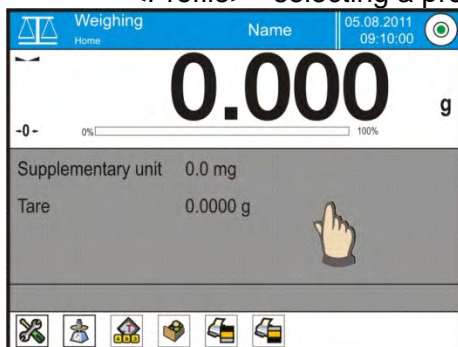 Weighing
Home
Name
05.08.2011
09:10:00
0.000
g
-0-
0%
100%
Supplementary unit 0.0 mg
Tare 0.0000 g